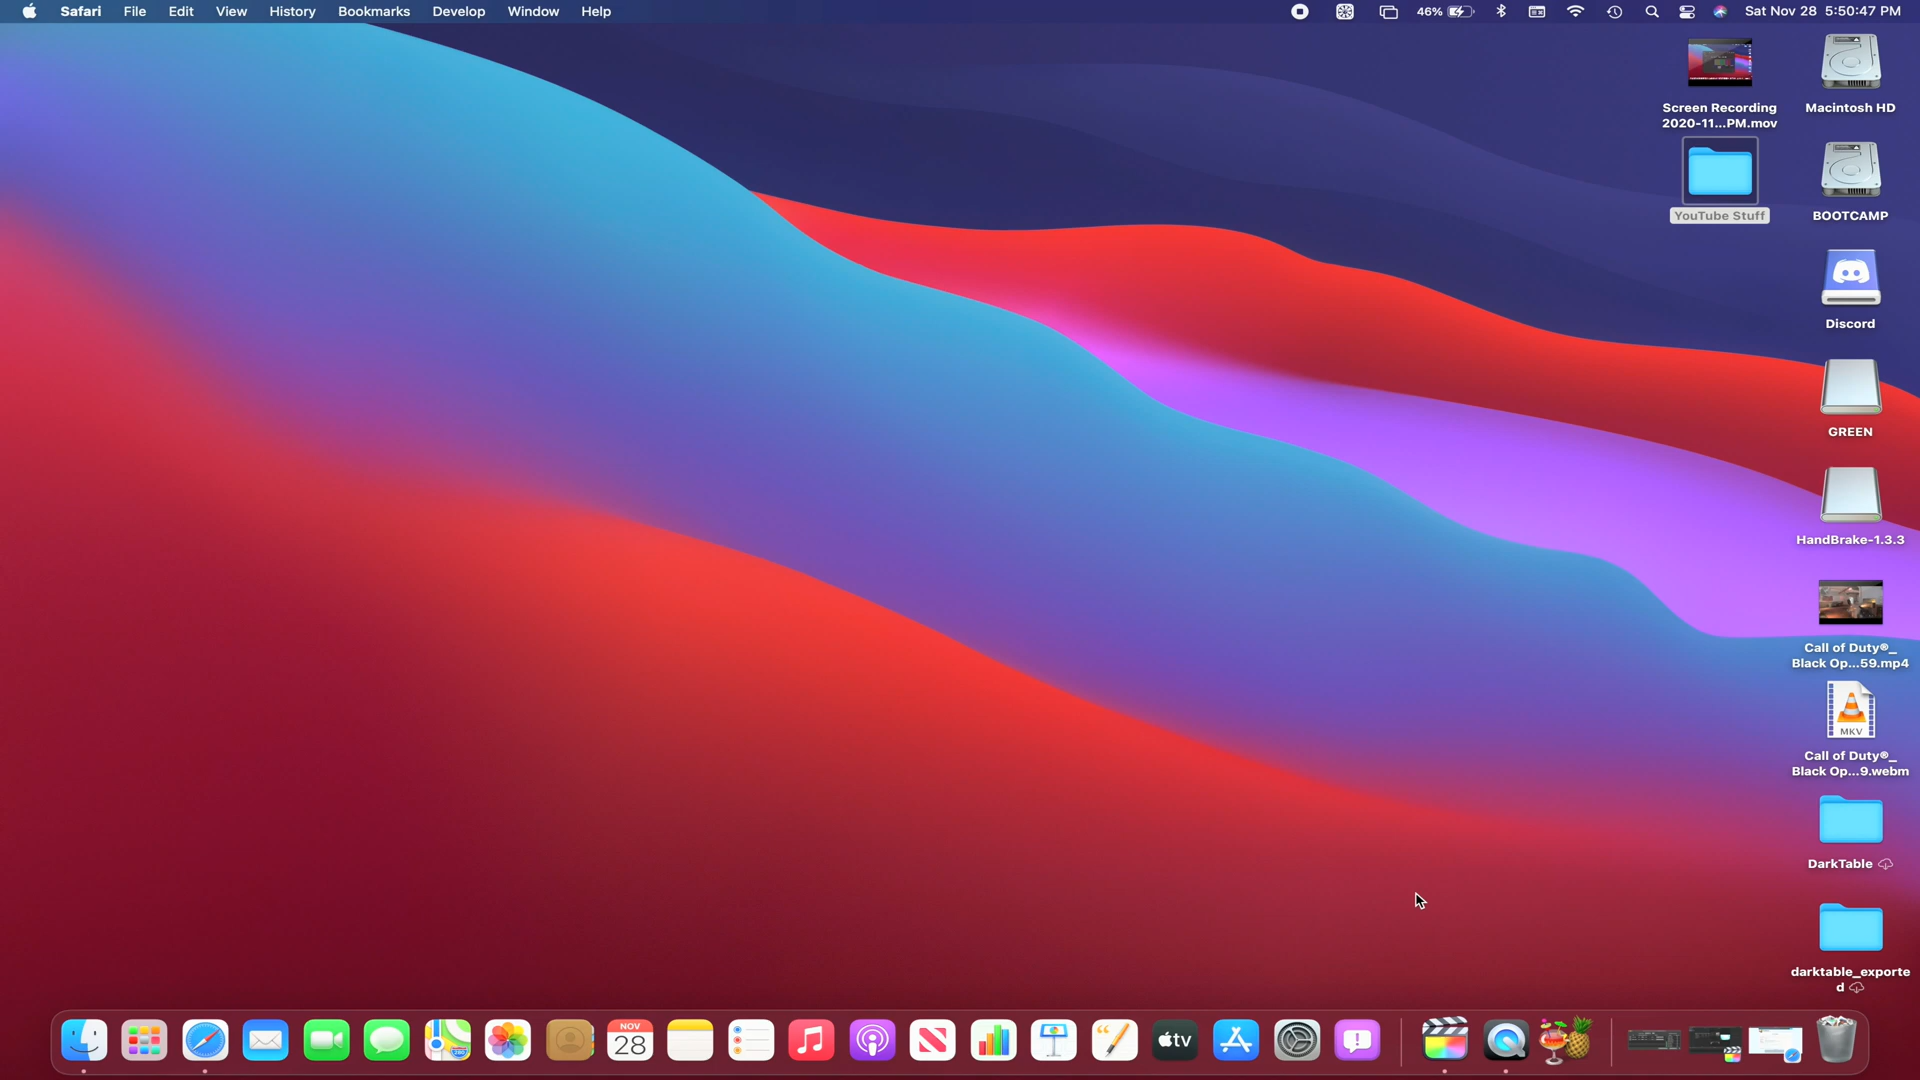 Safari File Edit View History Bookmarks Develop Window Help 46% Sat Nov 28 5:50:47 PM
Screen Recording
2020-11...PM.mov
Macintosh HD
YouTube Stuff
BOOTCAMP
Discord
GREEN
HandBrake-1.3.3
Call of Duty®_
Black Op...59.mp4
MKV
Call of Duty®_
Black Op...9.webm
DarkTable
darktable_exporte
d
NOV
28
tv